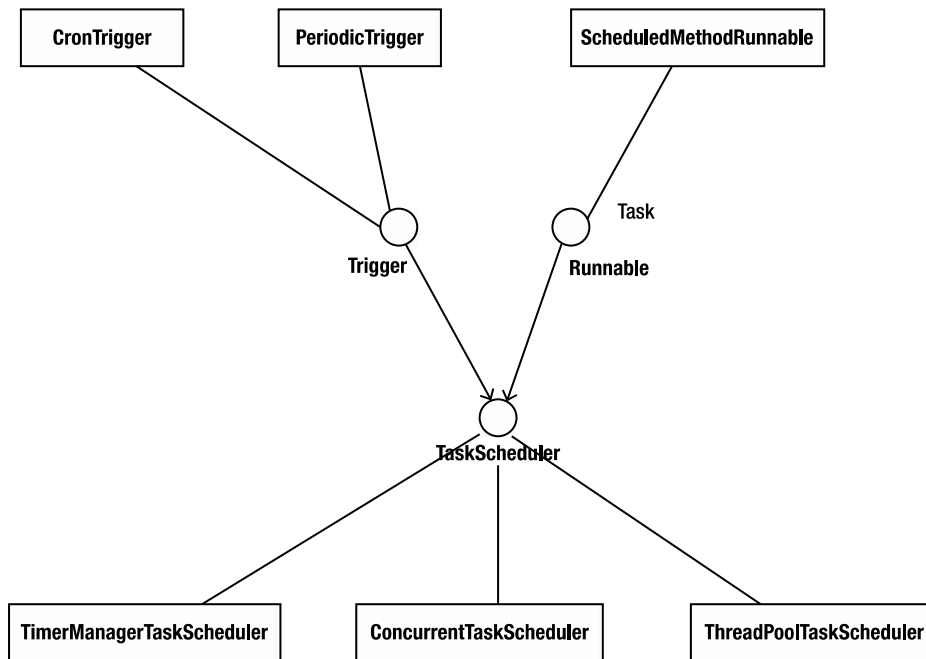 CronTrigger
PeriodicTrigger
ScheduledMethodRunnable
Task
Trigger
Runnable
TaskScheduler
TimerManagerTaskScheduler
ConcurrentTaskScheduler
ThreadPoolTaskScheduler